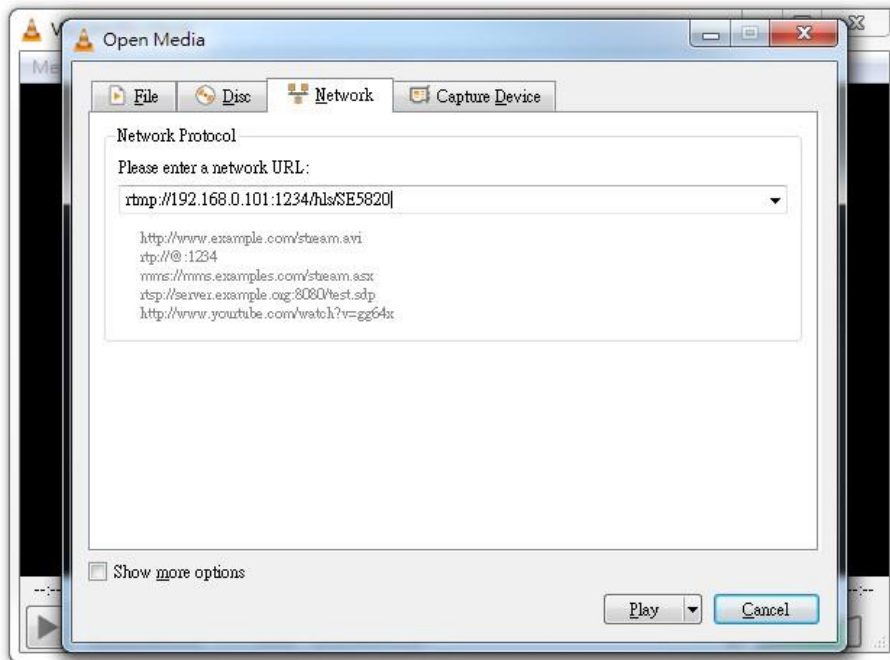 Open Media
File
Disc
Network
Capture Device
Network Protocol
Please enter a network URL:
rtmp://192.168.0.101:1234/hls/SE5820
http://www.example.com/stream.avi
rtp://@:1234
mms://mms.examples.com/stream.asx
rtsp://server.example.org:8080/test.sdp
http://www.yourtube.com/watch?v=gg64x
Show more options
Play
Cancel